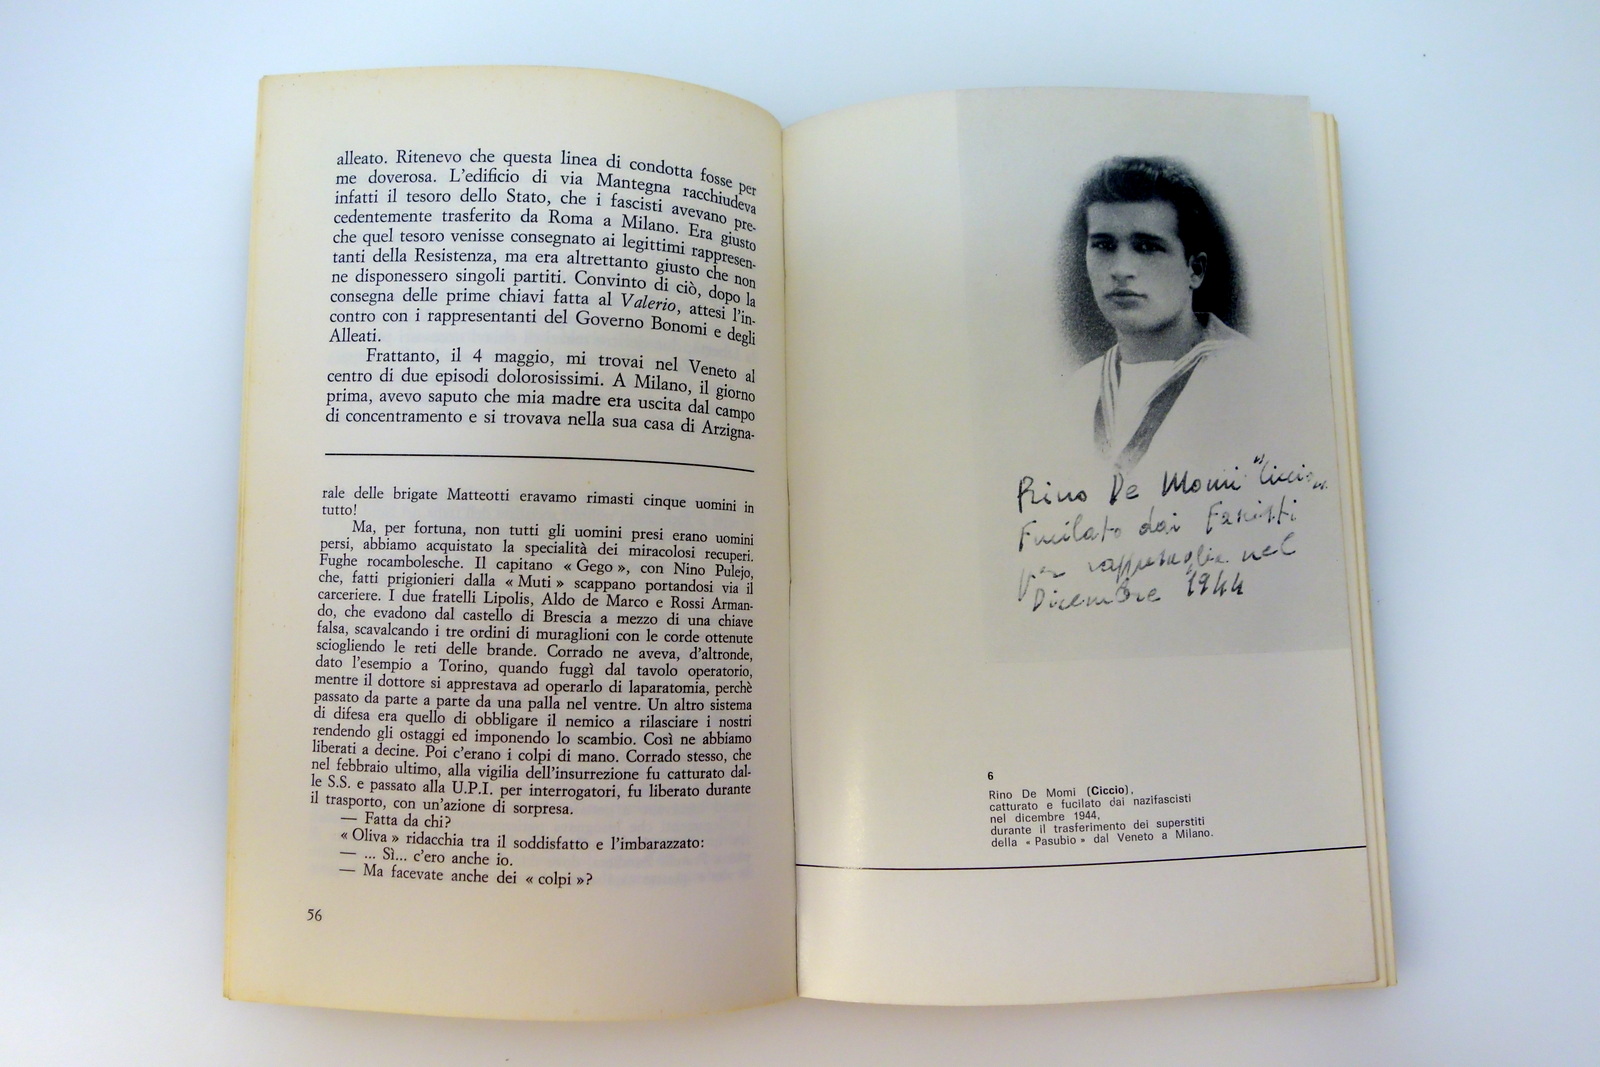 alleato. Ritenevo che questa linea di condotta fosse per
me doverosa. L'edificio di via Mantegna racchiudeva
infatti il tesoro dello Stato, che i fascisti avevano pre-
cedentemente trasferito da Roma a Milano. Era giusto
che quel tesoro venisse consegnato ai legittimi rappresen-
tanti della Resistenza, ma era altrettanto giusto che non
ne disponessero singoli partiti. Convinto di ciò, dopo la
consegna delle prime chiavi fatta al Valerio, attesi l'in-
contro con i rappresentanti del Governo Bonomi e degli
Alleati.
Frattanto, il 4 maggio, mi trovai nel Veneto al
centro di due episodi dolorosissimi. A Milano, il giorno
prima, avevo saputo che mia madre era uscita dal campo
di concentramento e si trovava nella sua casa di Arzigna-
rale delle brigate Matteotti eravamo rimasti cinque uomini in
tutto!
Ma, per fortuna, non tutti gli uomini presi erano uomini
persi, abbiamo acquistato la specialità dei miracolosi recuperi.
Fughe rocambolesche. Il capitano « Gego », con Nino Pulejo,
che, fatti prigionieri dalla « Muti » scappano portandosi via il
carceriere. I due fratelli Lipolis, Aldo de Marco e Rossi Arman-
do, che evadono dal castello di Brescia a mezzo di una chiave
falsa, scavalcando i tre ordini di muraglioni con le corde ottenute
sciogliendo le reti delle brande. Corrado ne aveva, d'altronde,
dato l'esempio a Torino, quando fuggì dal tavolo operatorio,
mentre il dottore si apprestava ad operarlo di laparatomia, perchè
passato da parte a parte da una palla nel ventre. Un altro sistema
di difesa era quello di obbligare il nemico a rilasciare i nostri
rendendo gli ostaggi ed imponendo lo scambio. Così ne abbiamo
liberati a decine. Poi c'erano i colpi di mano. Corrado stesso, che
nel febbraio ultimo, alla vigilia dell'insurrezione fu catturato dal-
le S.S. e passato alla U.P.I. per interrogatori, fu liberato durante
il trasporto, con un'azione di sorpresa.
— Fatta da chi?
« Oliva » ridacchia tra il soddisfatto e l'imbarazzato:
— ... Sì... c'ero anche io.
— Ma facevate anche dei « colpi »?
56
Rino De Momi "Ciccio"
Fucilato dai Fascisti
per rappresaglia nel
Dicembre 1944
6
Rino De Momi (Ciccio),
catturato e fucilato dai nazifascisti
nel dicembre 1944,
durante il trasferimento dei superstiti
della « Pasubio » dal Veneto a Milano.